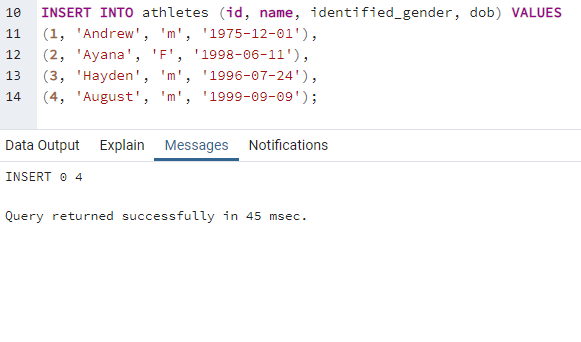 10 INSERT INTO athletes (id, name, identified_gender, dob) VALUES
11 (1, 'Andrew', 'm', '1975-12-01'),
12 (2, 'Ayana', 'F', '1998-06-11'),
13 (3, 'Hayden', 'm', '1996-07-24'),
14 (4, 'August', 'm', '1999-09-09');
Data Output Explain Messages Notifications
INSERT 0 4
Query returned successfully in 45 msec.